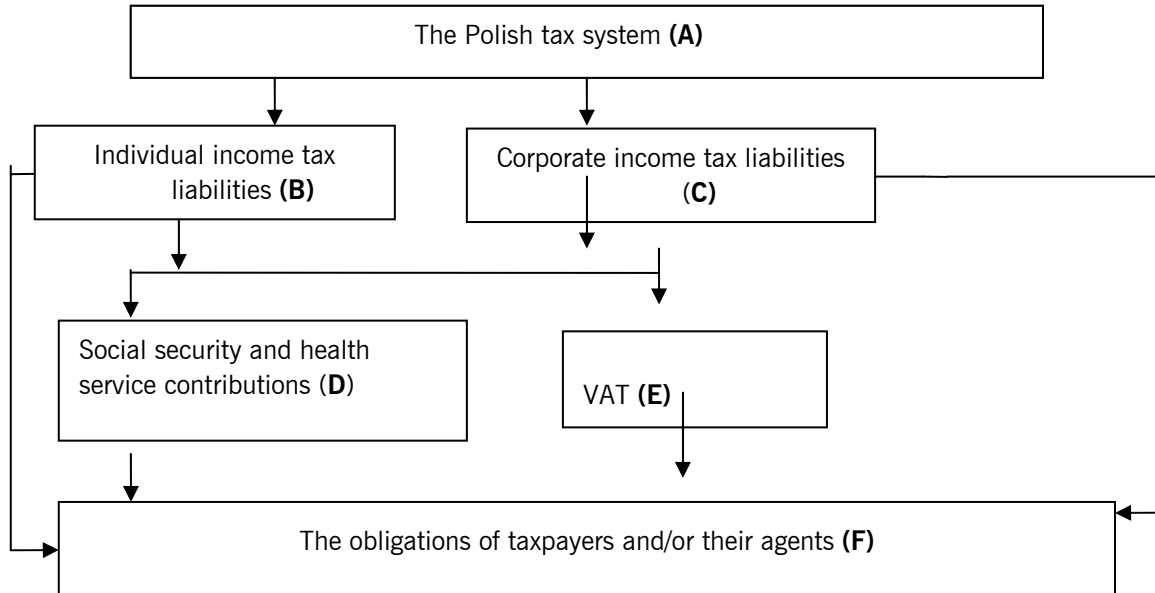 The Polish tax system (A)
Individual income tax
liabilities (B)
Corporate income tax liabilities
(C)
Social security and health
service contributions (D)
VAT (E)
The obligations of taxpayers and/or their agents (F)